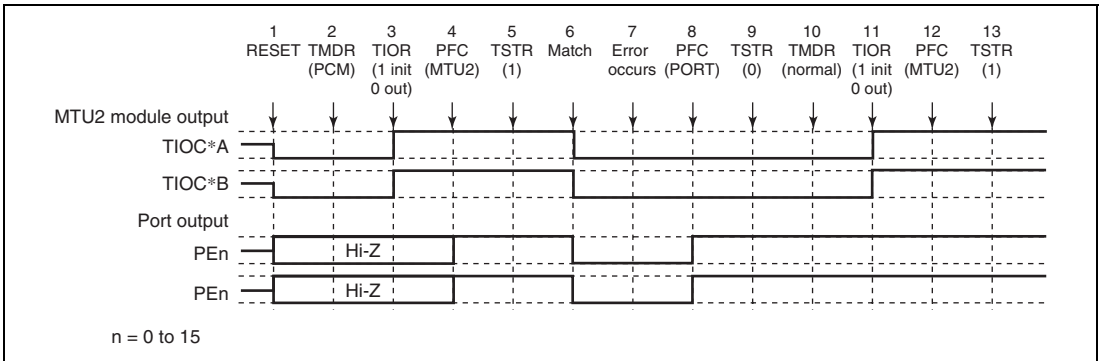 1 2 3 4 5 6 7 8 9 10 11 12 13
RESET TMDR TIOR PFC TSTR Match Error PFC TSTR TMDR TIOR PFC TSTR
(PCM) (1 init (MTU2) (1) occurs (PORT) (0) (normal) (1 init (MTU2) (1)
0 out) 0 out)
MTU2 module output
TIOC*A
TIOC*B
Port output
PEn Hi-Z
PEn Hi-Z
n = 0 to 15